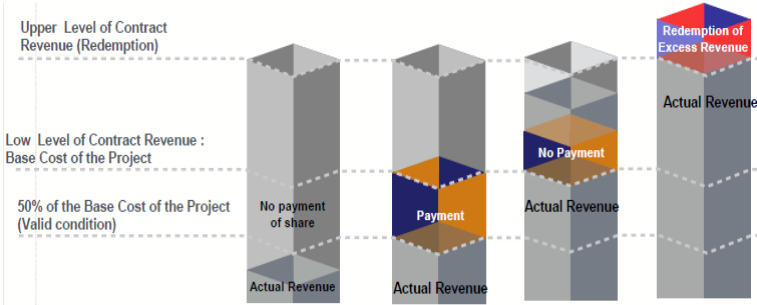 Upper Level of Contract
Revenue (Redemption)
Redemption of
Excess Revenue
Actual Revenue
Low Level of Contract Revenue :
Base Cost of the Project
No Payment
50% of the Base Cost of the Project
(Valid condition)
No payment
of share
Payment
Actual Revenue
Actual Revenue
Actual Revenue